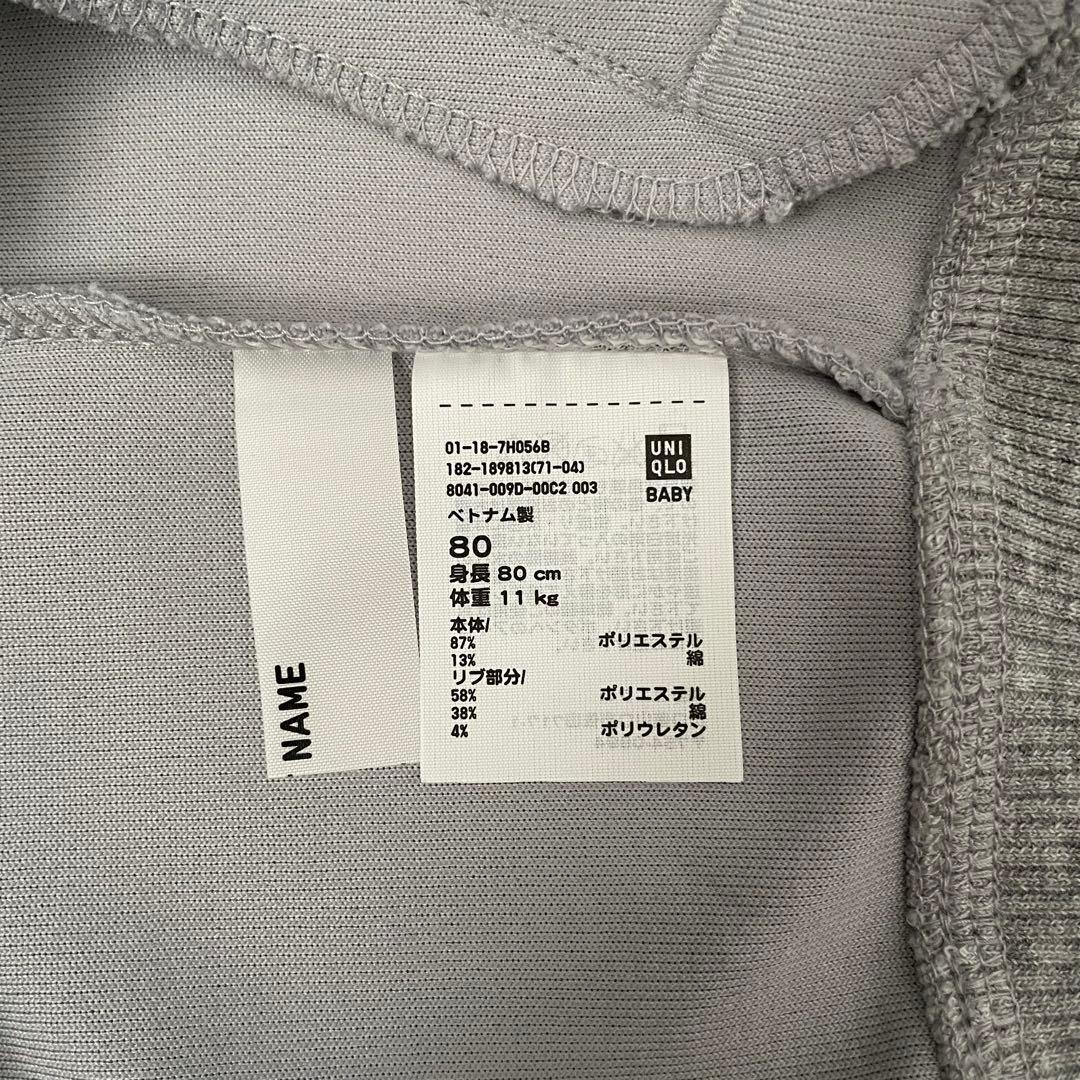 01-18-7H056B
182-189813(71-04)
8041-009D-00C2 003
UNI
QLO
BABY
ベトナム製
80
身長 80 cm
体重 11 kg
本体/
87% ポリエステル
13% 綿
リブ部分/
58% ポリエステル
38% 綿
4% ポリウレタン
NAME